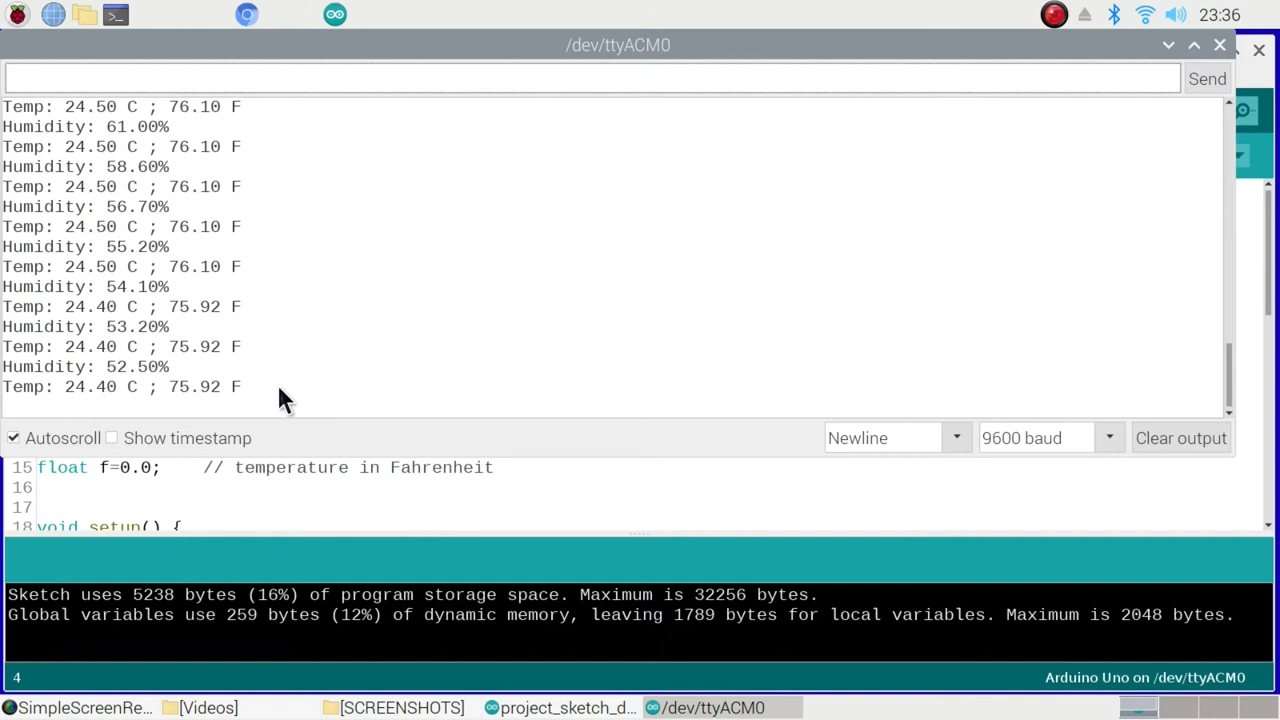 23:36
/dev/ttyACM0
Send
Temp: 24.50 C ; 76.10 F
Humidity: 61.00%
Temp: 24.50 C ; 76.10 F
Humidity: 58.60%
Temp: 24.50 C ; 76.10 F
Humidity: 56.70%
Temp: 24.50 C ; 76.10 F
Humidity: 55.20%
Temp: 24.50 C ; 76.10 F
Humidity: 54.10%
Temp: 24.40 C ; 75.92 F
Humidity: 53.20%
Temp: 24.40 C ; 75.92 F
Humidity: 52.50%
Temp: 24.40 C ; 75.92 F
Autoscroll Show timestamp Newline 9600 baud Clear output
15 float f=0.0; // temperature in Fahrenheit
16
17
18 void setup() {
Sketch uses 5238 bytes (16%) of program storage space. Maximum is 32256 bytes.
Global variables use 259 bytes (12%) of dynamic memory, leaving 1789 bytes for local variables. Maximum is 2048 bytes.
4 Arduino Uno on /dev/ttyACM0
SimpleScreenRe... [Videos] [SCREENSHOTS] project_sketch_d... /dev/ttyACM0